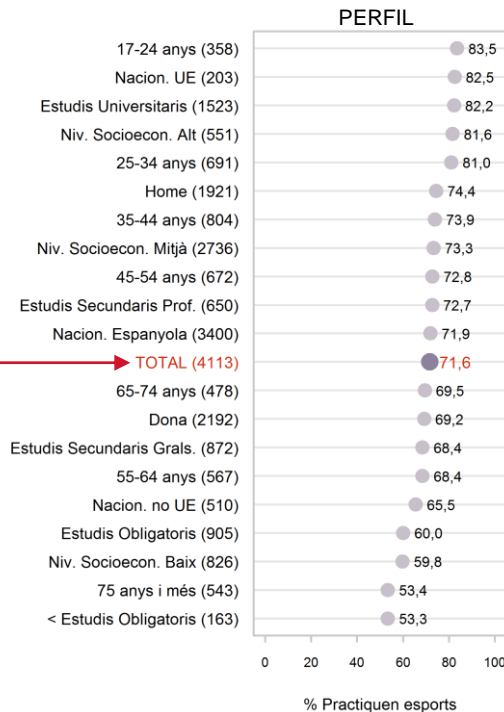 PERFIL
17-24 anys (358) 83,5
Nacion. UE (203) 82,5
Estudis Universitaris (1523) 82,2
Niv. Socioecon. Alt (551) 81,6
25-34 anys (691) 81,0
Home (1921) 74,4
35-44 anys (804) 73,9
Niv. Socioecon. Mitjà (2736) 73,3
45-54 anys (672) 72,8
Estudis Secundaris Prof. (650) 72,7
Nacion. Espanyola (3400) 71,9
TOTAL (4113) 71,6
65-74 anys (478) 69,5
Dona (2192) 69,2
Estudis Secundaris Grals. (872) 68,4
55-64 anys (567) 68,4
Nacion. no UE (510) 65,5
Estudis Obligatoris (905) 60,0
Niv. Socioecon. Baix (826) 59,8
75 anys i més (543) 53,4
< Estudis Obligatoris (163) 53,3
0 20 40 60 80 100
% Practiquen esports